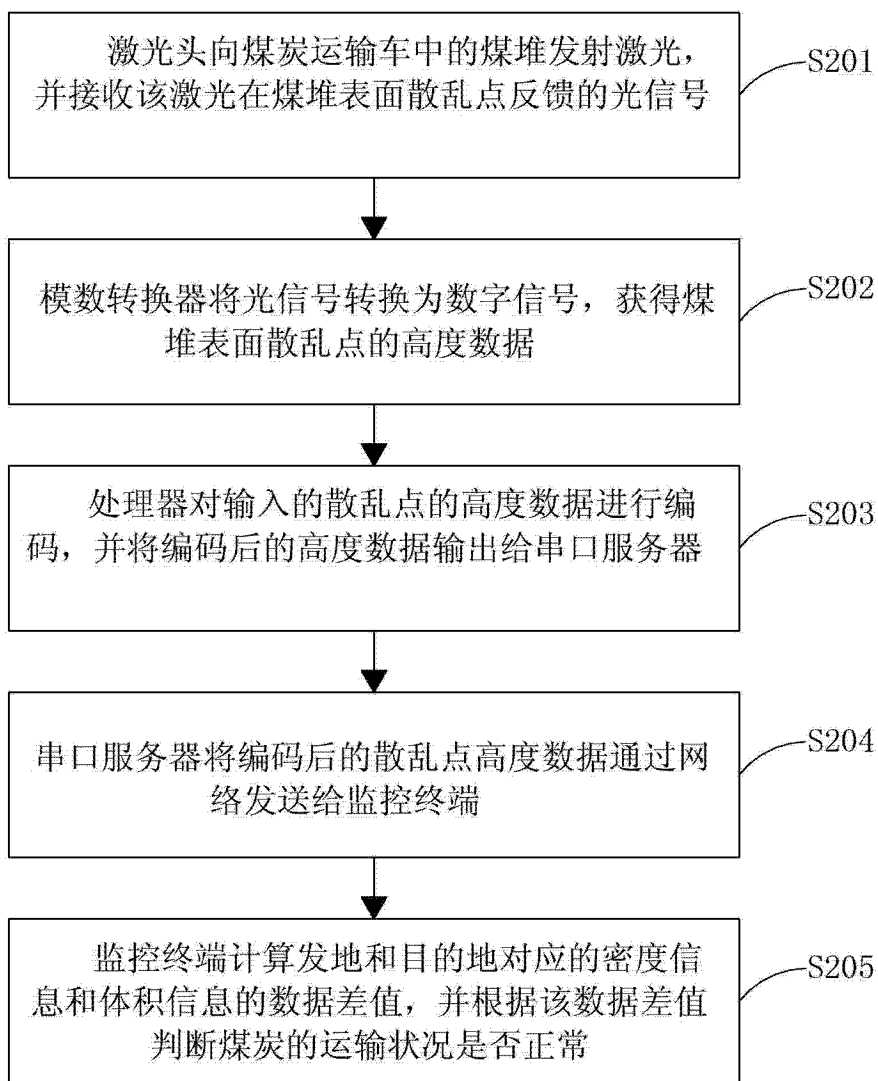 激光头向煤炭运输车中的煤堆发射激光，
并接收该激光在煤堆表面散乱点反馈的光信号
S201
模数转换器将光信号转换为数字信号，获得煤
堆表面散乱点的高度数据
S202
处理器对输入的散乱点的高度数据进行编
码，并将编码后的高度数据输出给串口服务器
S203
串口服务器将编码后的散乱点高度数据通过网
络发送给监控终端
S204
监控终端计算发地和目的地对应的密度信
息和体积信息的数据差值，并根据该数据差值
判断煤炭的运输状况是否正常
S205